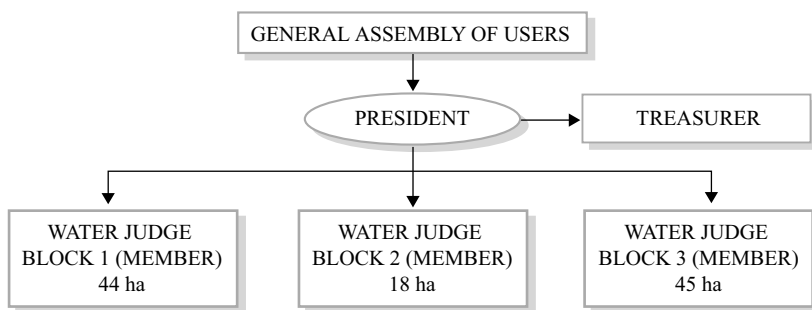 GENERAL ASSEMBLY OF USERS
PRESIDENT
TREASURER
WATER JUDGE
BLOCK 1 (MEMBER)
44 ha
WATER JUDGE
BLOCK 2 (MEMBER)
18 ha
WATER JUDGE
BLOCK 3 (MEMBER)
45 ha